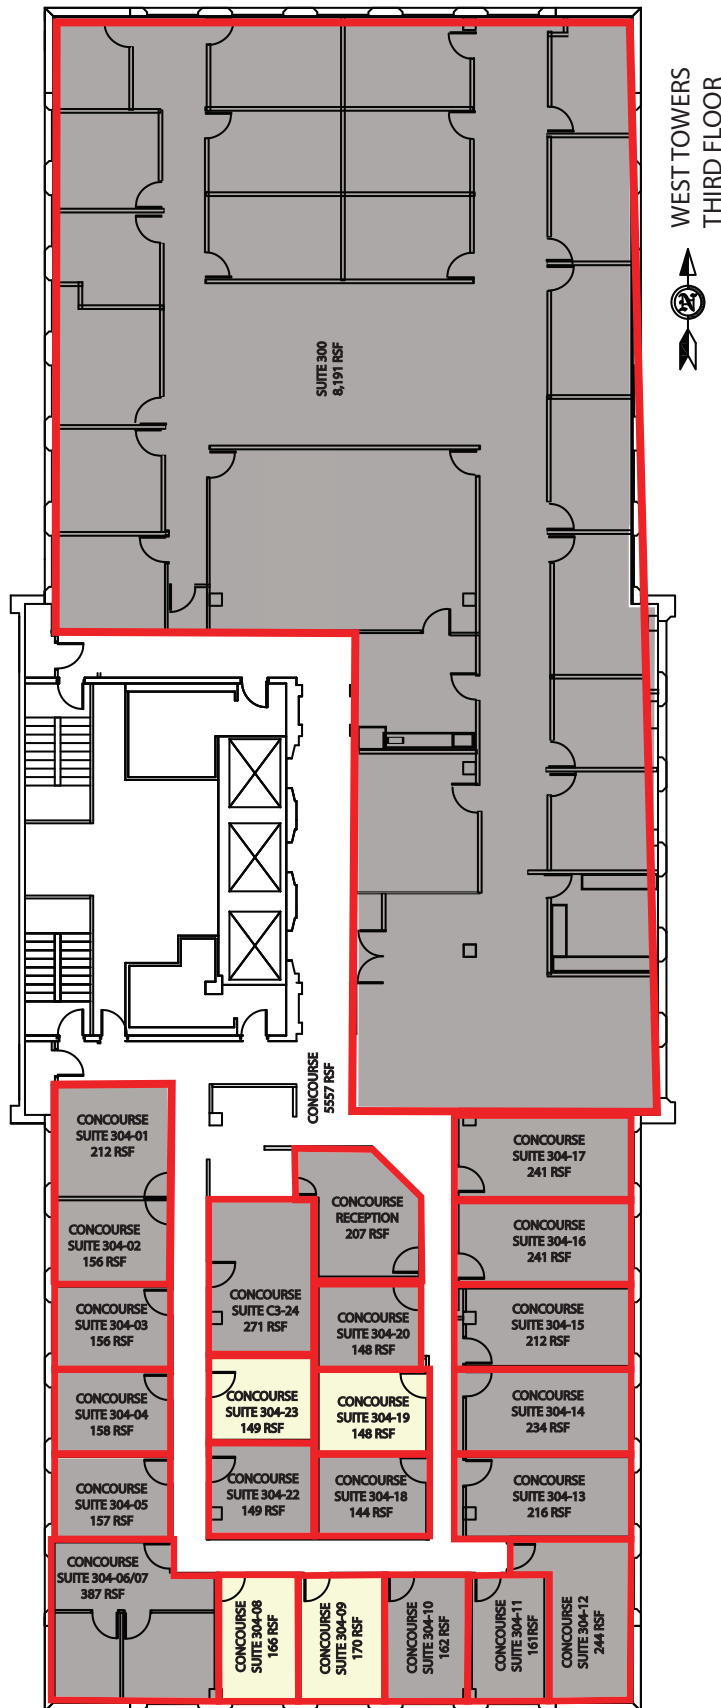 WEST TOWERS
THIRD FLOOR
N
SUITE 300
8,191 RSF
CONCOURSE
5557 RSF
CONCOURSE
SUITE 304-01
212 RSF
CONCOURSE
SUITE 304-02
156 RSF
CONCOURSE
SUITE 304-03
156 RSF
CONCOURSE
SUITE 304-04
158 RSF
CONCOURSE
SUITE 304-05
157 RSF
CONCOURSE
SUITE 304-06/07
387 RSF
CONCOURSE
RECEPTION
207 RSF
CONCOURSE
SUITE C3-24
271 RSF
CONCOURSE
SUITE 304-20
148 RSF
CONCOURSE
SUITE 304-23
149 RSF
CONCOURSE
SUITE 304-19
148 RSF
CONCOURSE
SUITE 304-22
149 RSF
CONCOURSE
SUITE 304-18
144 RSF
CONCOURSE
SUITE 304-17
241 RSF
CONCOURSE
SUITE 304-16
241 RSF
CONCOURSE
SUITE 304-15
212 RSF
CONCOURSE
SUITE 304-14
234 RSF
CONCOURSE
SUITE 304-13
216 RSF
CONCOURSE
SUITE 304-08
166 RSF
CONCOURSE
SUITE 304-09
170 RSF
CONCOURSE
SUITE 304-10
162 RSF
CONCOURSE
SUITE 304-11
161RSF
CONCOURSE
SUITE 304-12
244 RSF